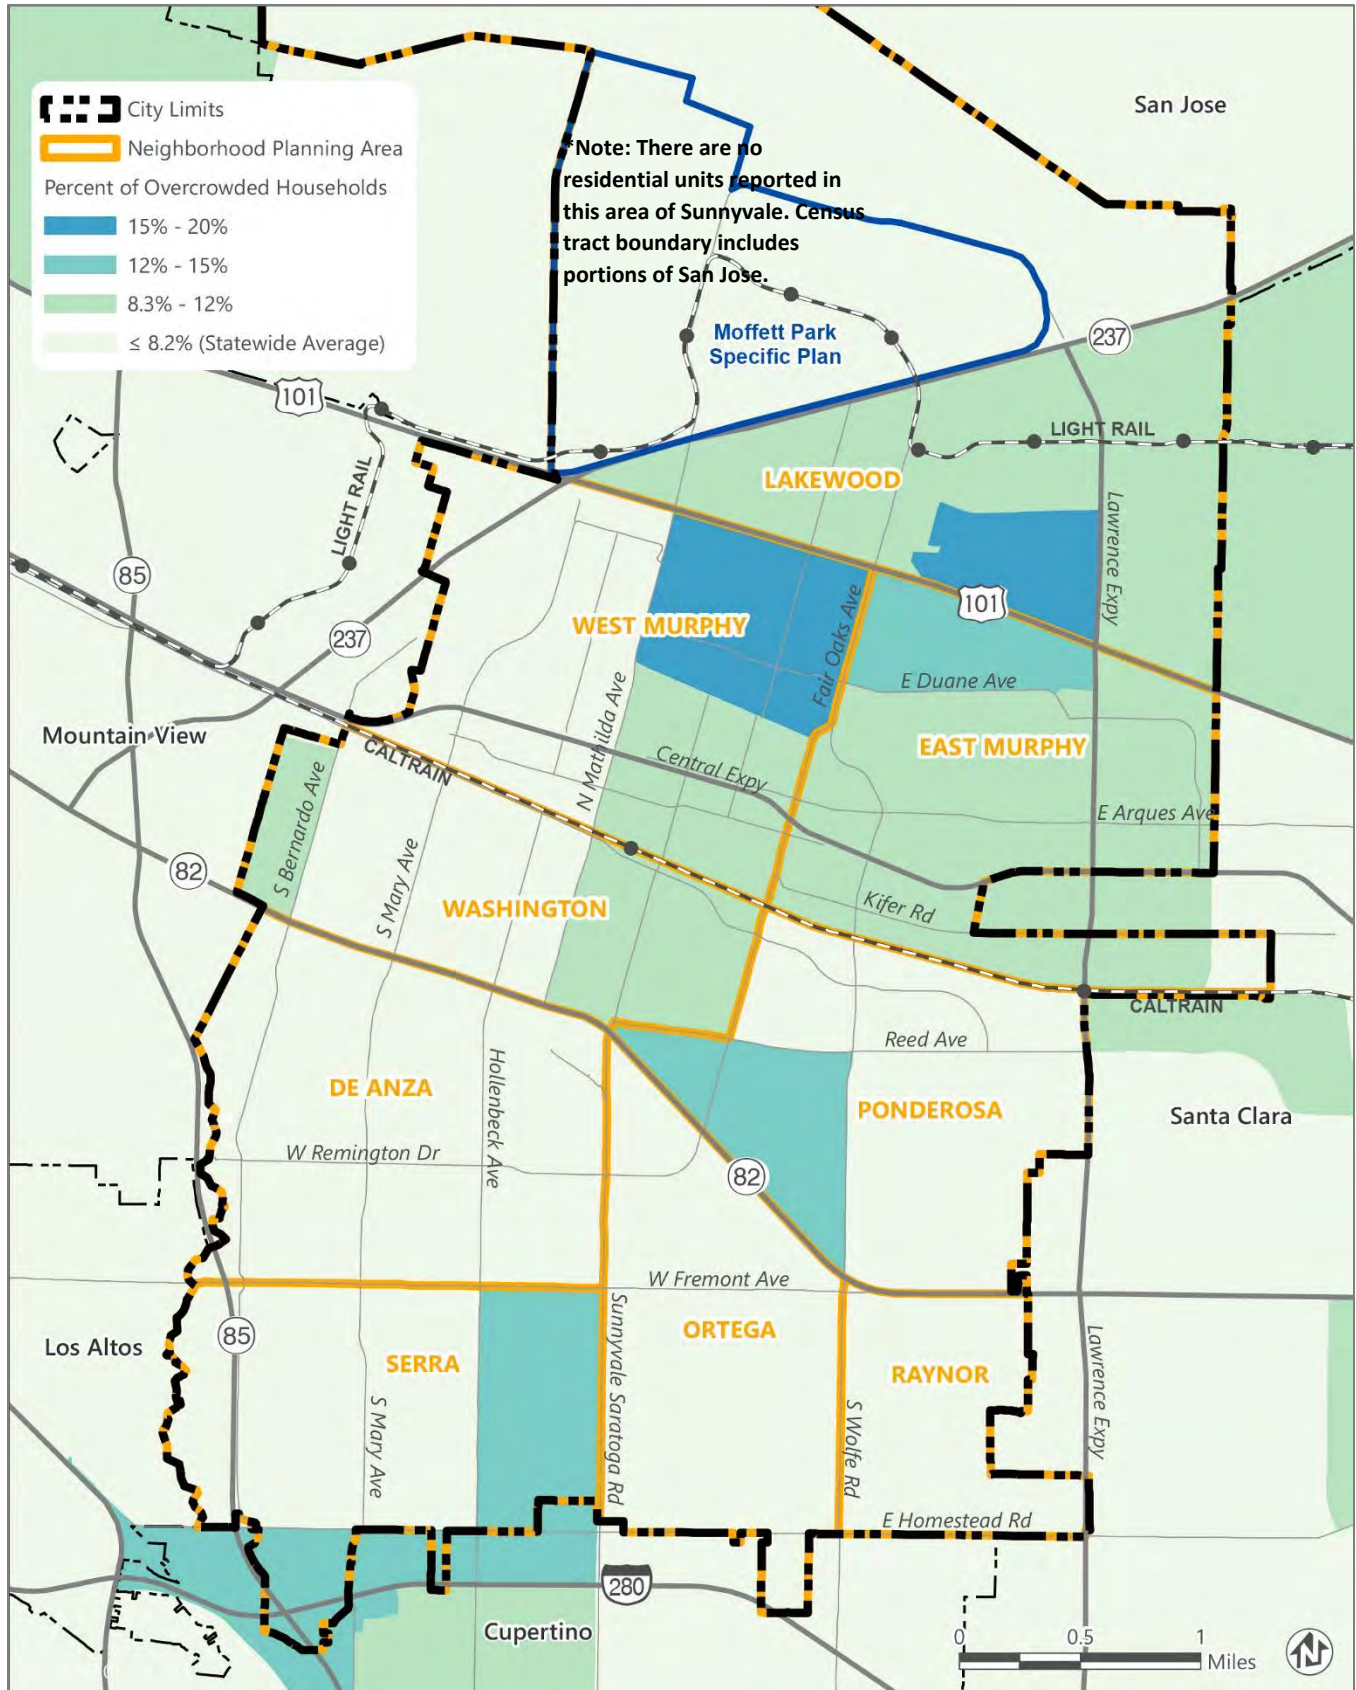 San Jose
City Limits
Neighborhood Planning Area
Percent of Overcrowded Households
15% - 20%
12% - 15%
8.3% - 12%
≤ 8.2% (Statewide Average)
*Note: There are no
residential units reported in
this area of Sunnyvale. Census
tract boundary includes
portions of San Jose.
Moffett Park
Specific Plan
237
101
LIGHT RAIL
LIGHT RAIL
LAKEWOOD
Lawrence Expy
85
101
237
WEST MURPHY
Fair Oaks Ave
E Duane Ave
N Mathilda Ave
Mountain View
CALTRAIN
EAST MURPHY
Central Expy
S Bernardo Ave
E Arques Ave
82
S Mary Ave
WASHINGTON
Kifer Rd
CALTRAIN
Reed Ave
Hollenbeck Ave
DE ANZA
PONDEROSA
Santa Clara
W Remington Dr
82
W Fremont Ave
Los Altos
85
SERRA
Sunnyvale Saratoga Rd
ORTEGA
RAYNOR
Lawrence Expy
S Mary Ave
S Wolfe Rd
E Homestead Rd
280
Cupertino
0
0.5
1
Miles
N